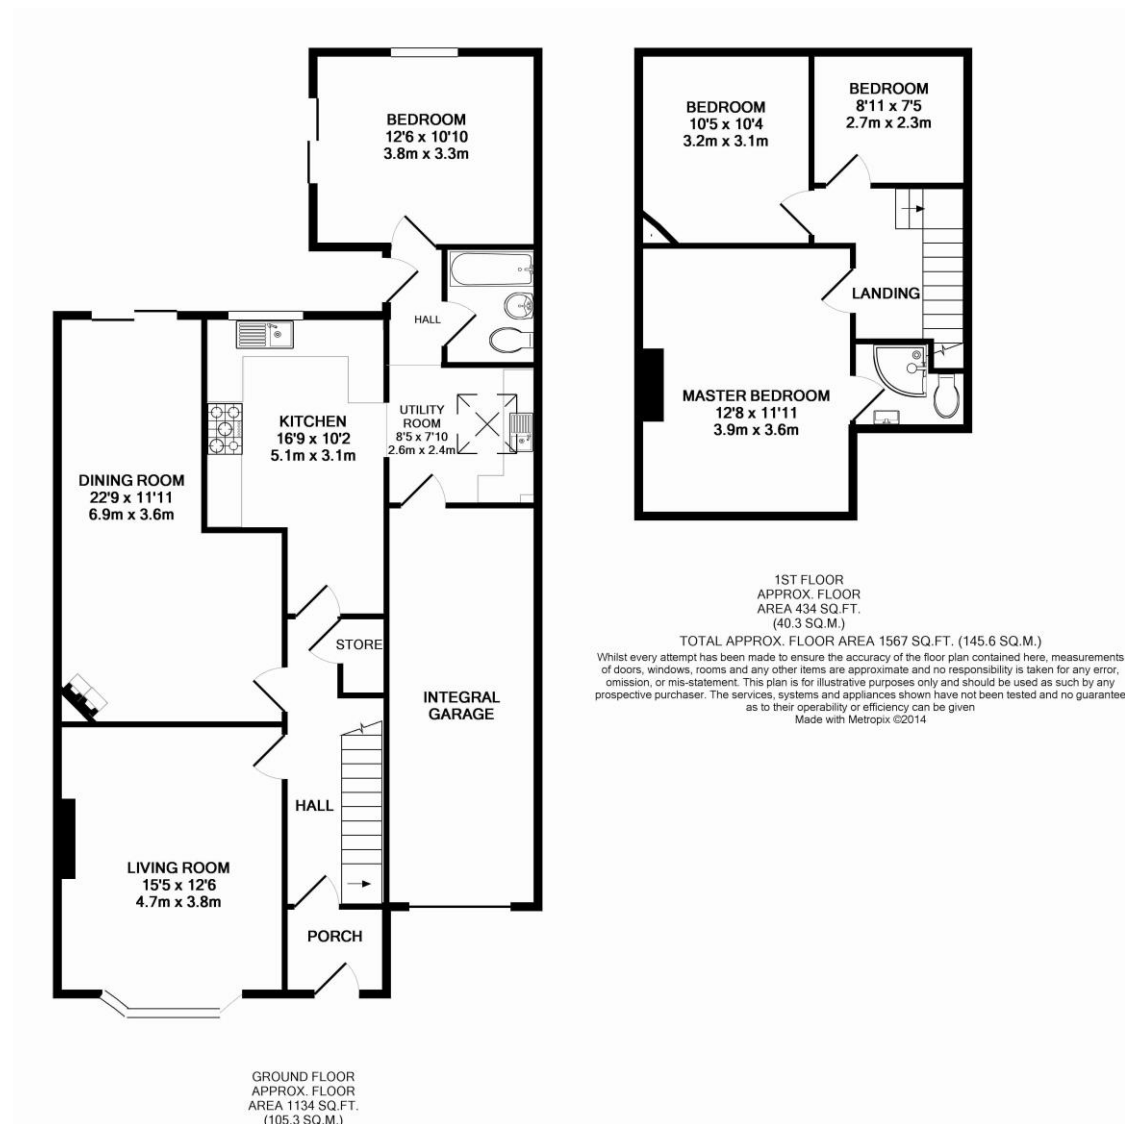 BEDROOM
12'6 x 10'10
3.8m x 3.3m
HALL
KITCHEN
16'9 x 10'2
5.1m x 3.1m
UTILITY
ROOM
8'5 x 7'10
2.6m x 2.4m
DINING ROOM
22'9 x 11'11
6.9m x 3.6m
STORE
INTEGRAL
GARAGE
HALL
LIVING ROOM
15'5 x 12'6
4.7m x 3.8m
PORCH
GROUND FLOOR
APPROX. FLOOR
AREA 1134 SQ.FT.
(105.3 SQ.M.)
BEDROOM
10'5 x 10'4
3.2m x 3.1m
BEDROOM
8'11 x 7'5
2.7m x 2.3m
LANDING
MASTER BEDROOM
12'8 x 11'11
3.9m x 3.6m
1ST FLOOR
APPROX. FLOOR
AREA 434 SQ.FT.
(40.3 SQ.M.)
TOTAL APPROX. FLOOR AREA 1567 SQ.FT. (145.6 SQ.M.)
Whilst every attempt has been made to ensure the accuracy of the floor plan contained here, measurements
of doors, windows, rooms and any other items are approximate and no responsibility is taken for any error,
omission, or mis-statement. This plan is for illustrative purposes only and should be used as such by any
prospective purchaser. The services, systems and appliances shown have not been tested and no guarantee
as to their operability or efficiency can be given
Made with Metropix ©2014